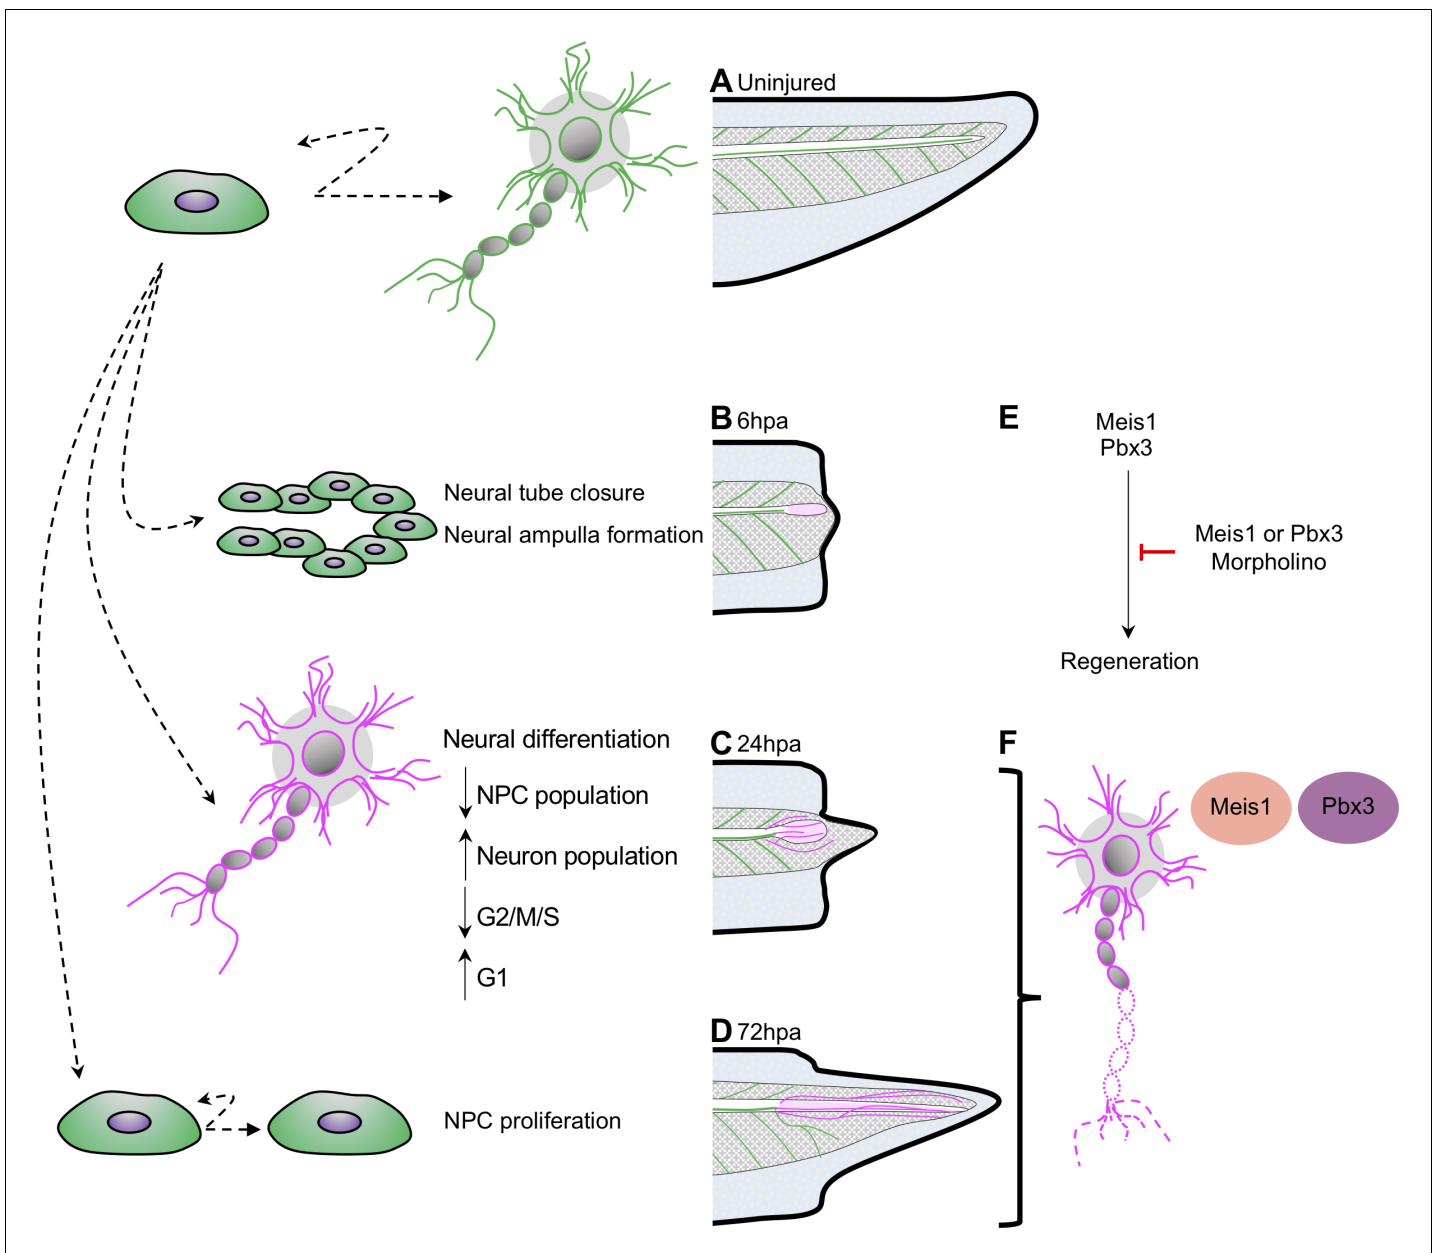 A Uninjured
B 6hpa
Neural tube closure
Neural ampulla formation
E
Meis1
Pbx3
Meis1 or Pbx3
Morpholino
Regeneration
C 24hpa
Neural differentiation
NPC population
Neuron population
G2/M/S
G1
F
Meis1
Pbx3
D 72hpa
NPC proliferation